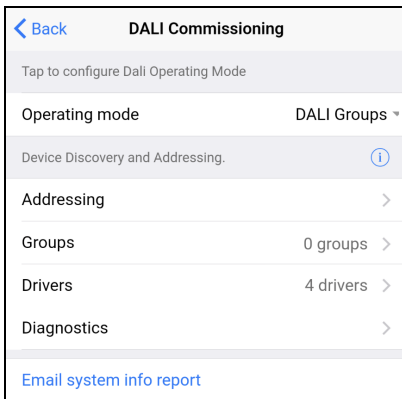 Back DALI Commissioning
Tap to configure Dali Operating Mode
Operating mode DALI Groups
Device Discovery and Addressing.
Addressing
Groups 0 groups
Drivers 4 drivers
Diagnostics
Email system info report